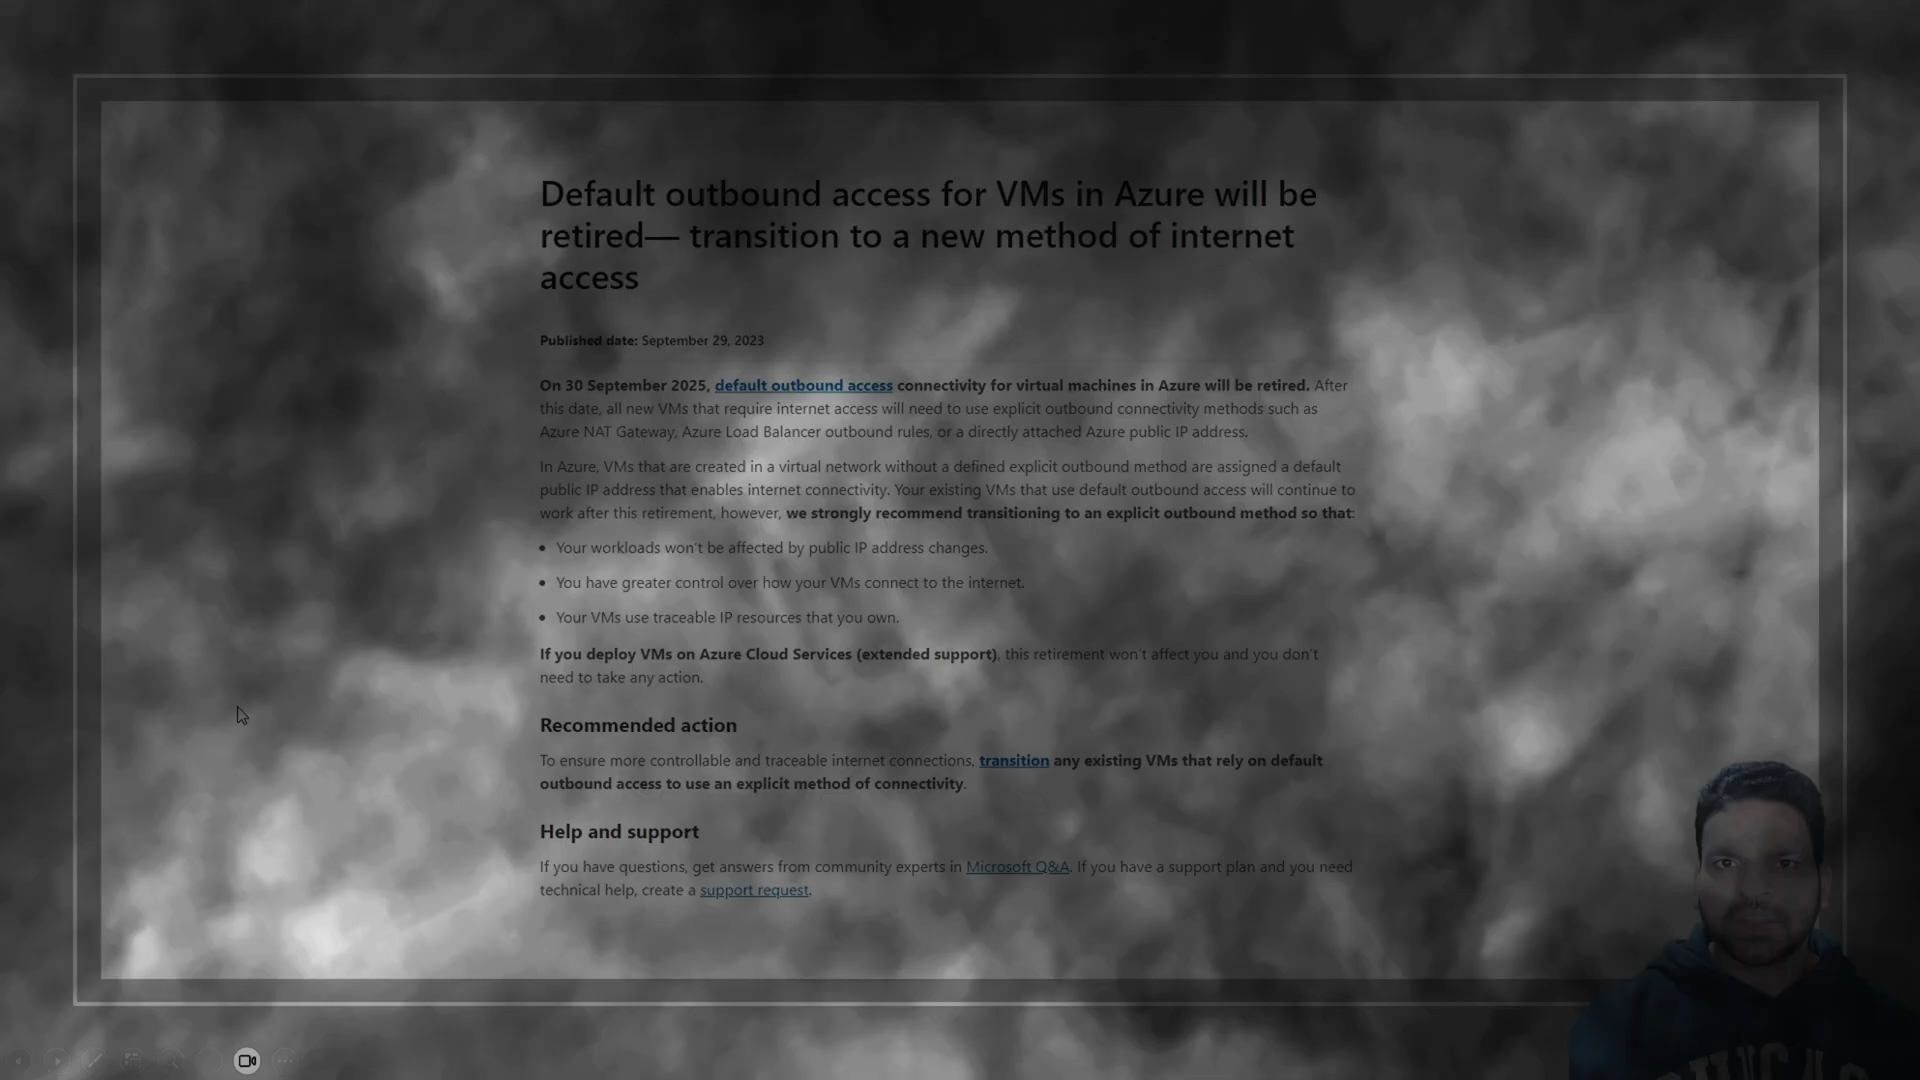 Default outbound access for VMs in Azure will be
retired— transition to a new method of internet
access
Published date: September 29, 2023
On 30 September 2025, default outbound access connectivity for virtual machines in Azure will be retired. After
this date, all new VMs that require internet access will need to use explicit outbound connectivity methods such as
Azure NAT Gateway, Azure Load Balancer outbound rules, or a directly attached Azure public IP address.
In Azure, VMs that are created in a virtual network without a defined explicit outbound method are assigned a default
public IP address that enables internet connectivity. Your existing VMs that use default outbound access will continue to
work after this retirement, however, we strongly recommend transitioning to an explicit outbound method so that:
• Your workloads won't be affected by public IP address changes.
• You have greater control over how your VMs connect to the internet.
• Your VMs use traceable IP resources that you own.
If you deploy VMs on Azure Cloud Services (extended support), this retirement won't affect you and you don't
need to take any action.
Recommended action
To ensure more controllable and traceable internet connections, transition any existing VMs that rely on default
outbound access to use an explicit method of connectivity.
Help and support
If you have questions, get answers from community experts in Microsoft Q&A. If you have a support plan and you need
technical help, create a support request.